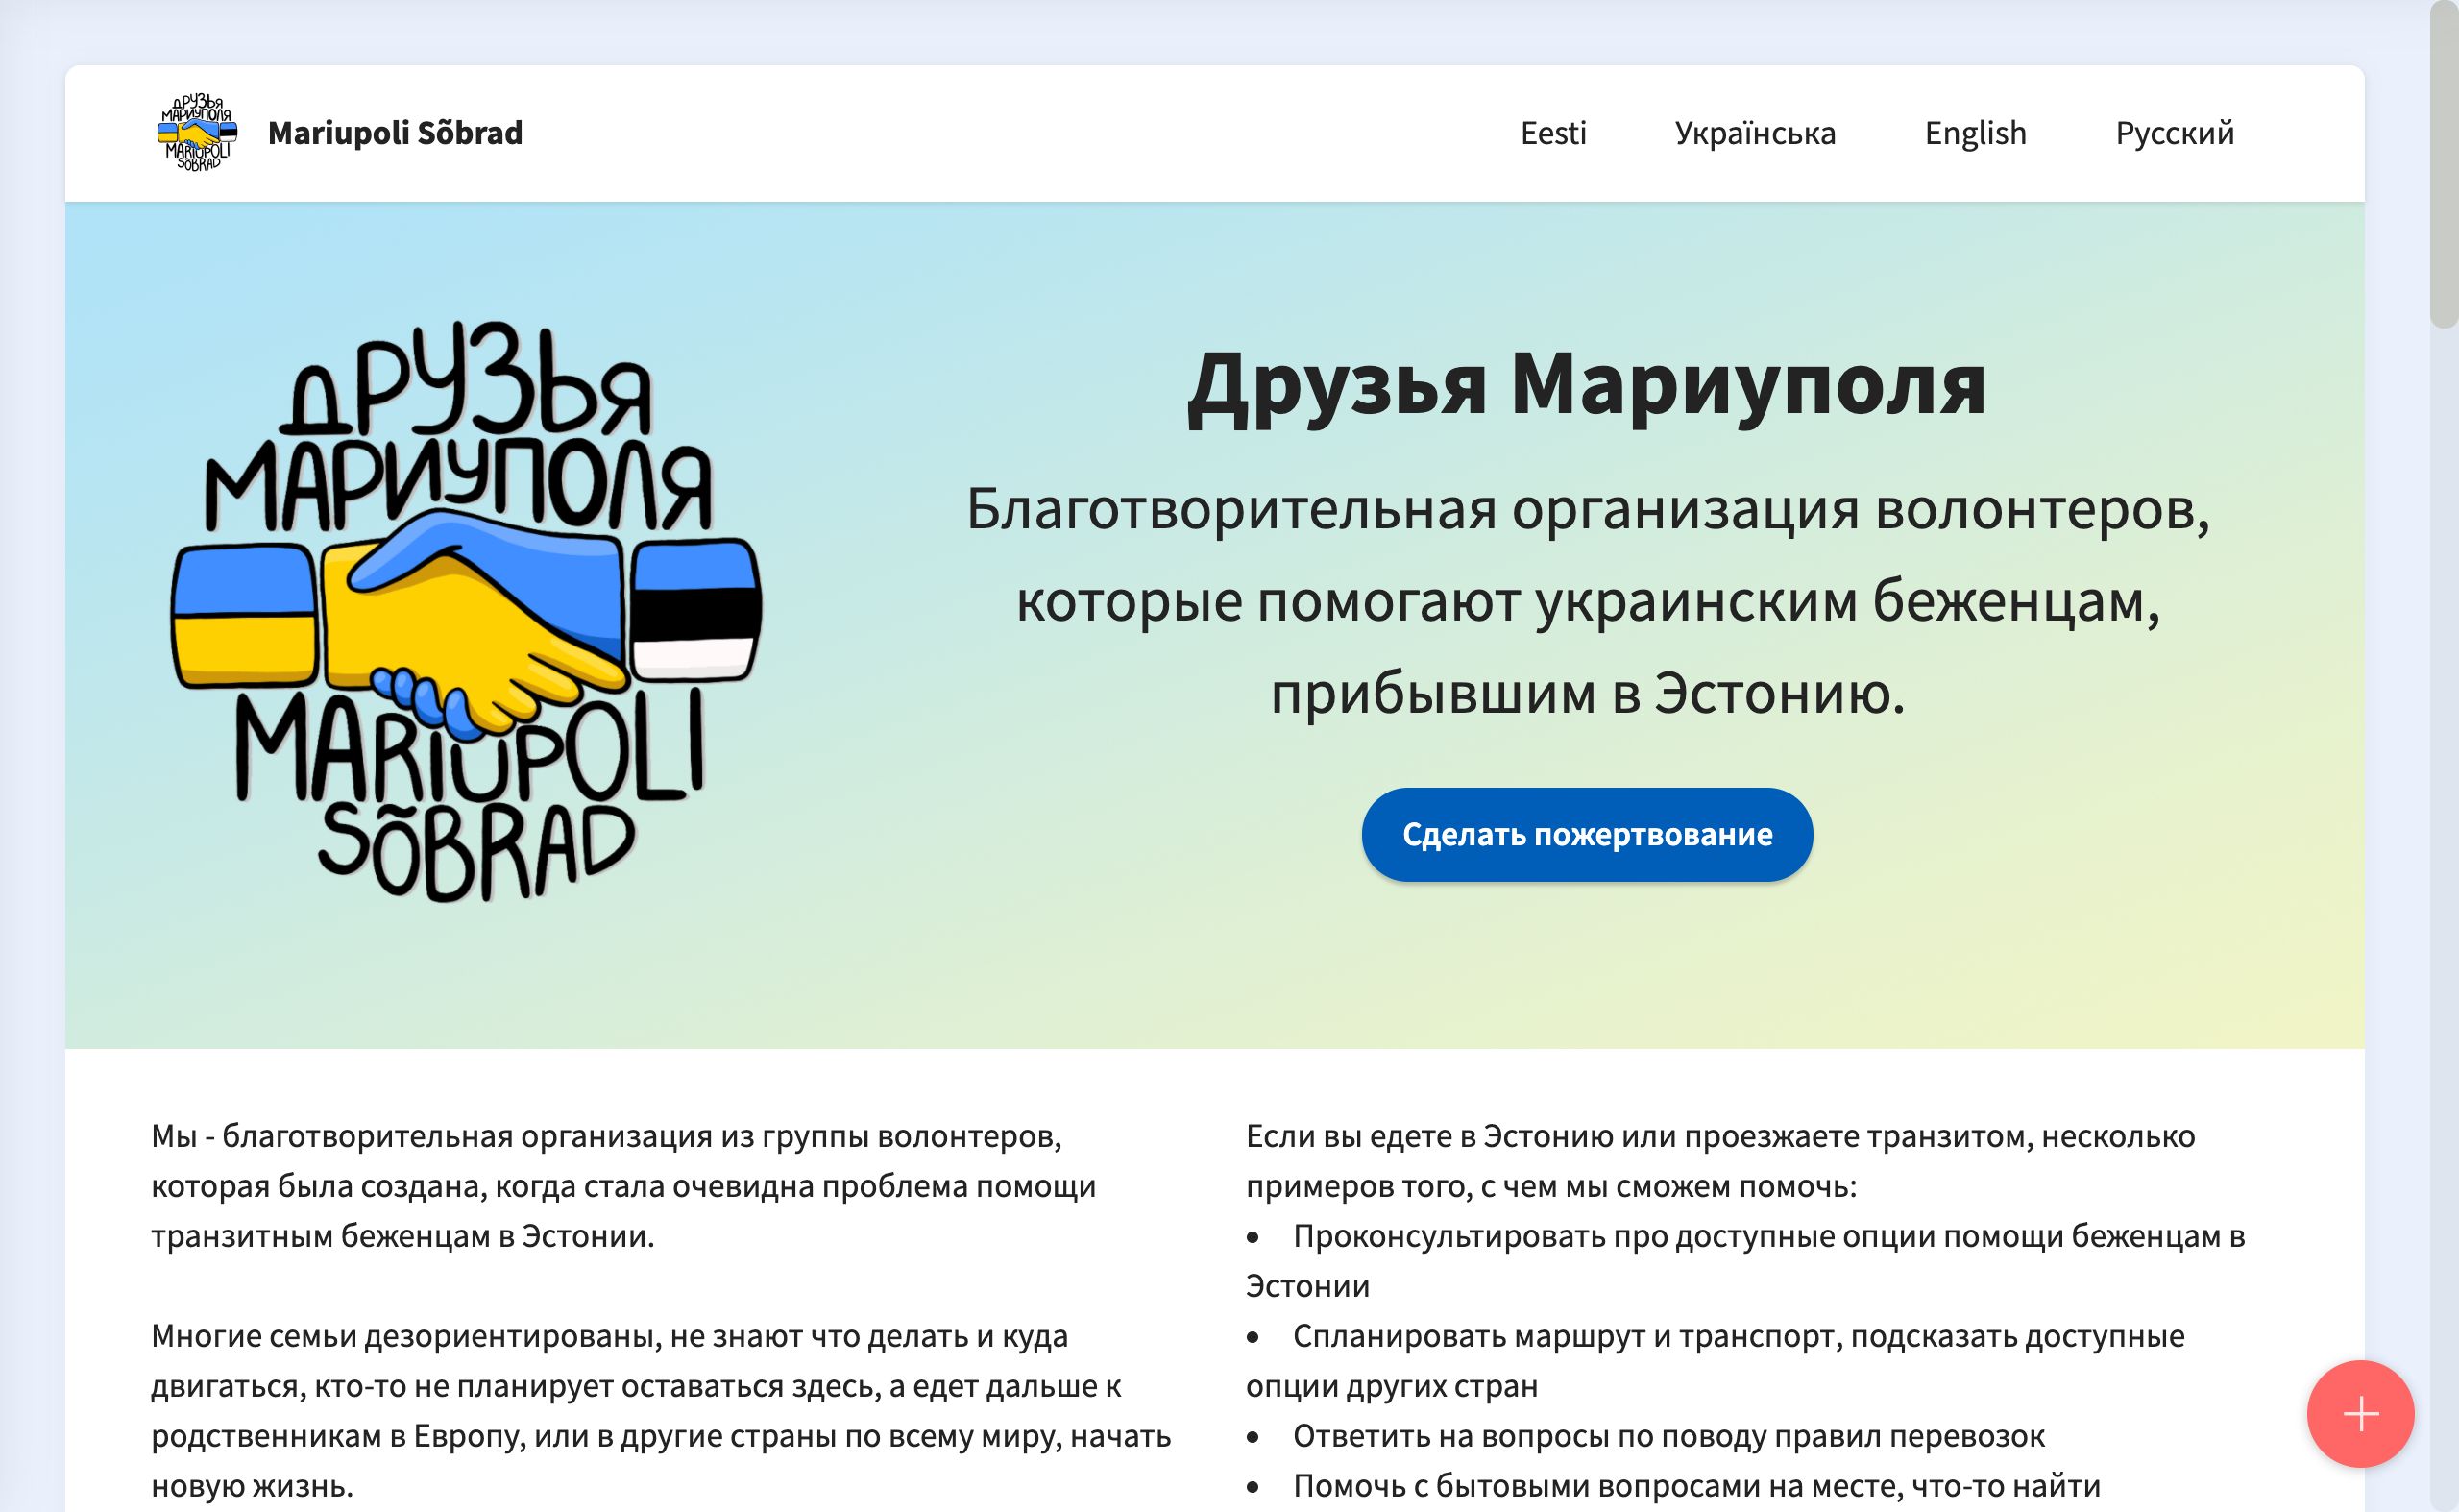 ДРУЗЬЯ
МАРИУПОЛЯ
MARIUPOLI
SÕBRAD
Mariupoli Sõbrad
Eesti
Українська
English
Русский
ДРУЗЬЯ
МАРИУПОЛЯ
MARIUPOLI
SÕBRAD
Друзья Мариуполя
Благотворительная организация волонтеров,
которые помогают украинским беженцам,
прибывшим в Эстонию.
Сделать пожертвование
Мы - благотворительная организация из группы волонтеров,
которая была создана, когда стала очевидна проблема помощи
транзитным беженцам в Эстонии.
Многие семьи дезориентированы, не знают что делать и куда
двигаться, кто-то не планирует оставаться здесь, а едет дальше к
родственникам в Европу, или в другие страны по всему миру, начать
новую жизнь.
Если вы едете в Эстонию или проезжаете транзитом, несколько
примеров того, с чем мы сможем помочь:
• Проконсультировать про доступные опции помощи беженцам в
Эстонии
• Спланировать маршрут и транспорт, подсказать доступные
опции других стран
• Ответить на вопросы по поводу правил перевозок
• Помочь с бытовыми вопросами на месте, что-то найти